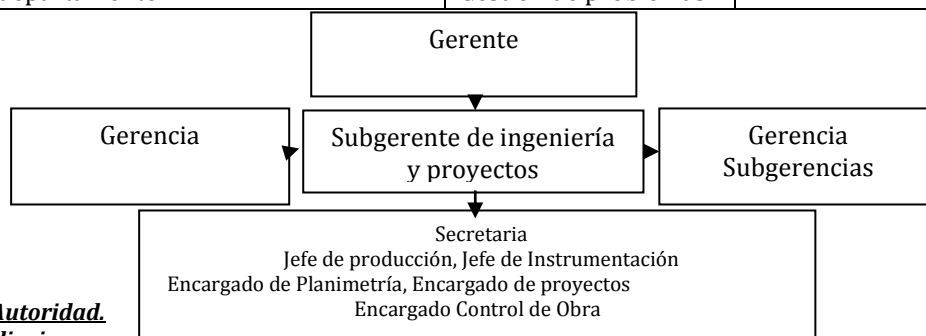 Gerente
Gerencia
Subgerente de ingeniería
y proyectos
Gerencia
Subgerencias
Secretaria
Jefe de producción, Jefe de Instrumentación
Encargado de Planimetría, Encargado de proyectos
Encargado Control de Obra
Autoridad.